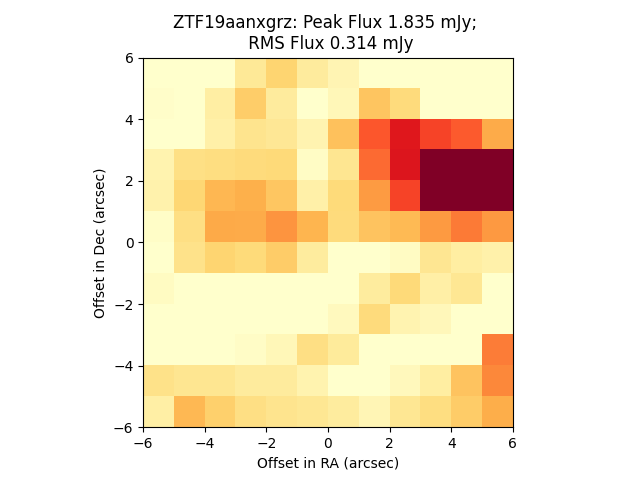 ZTF19aanxgrz: Peak Flux 1.835 mJy;
RMS Flux 0.314 mJy
6
4
2
0
−2
−4
−6
Offset in Dec (arcsec)
−6 −4 −2 0 2 4 6
Offset in RA (arcsec)